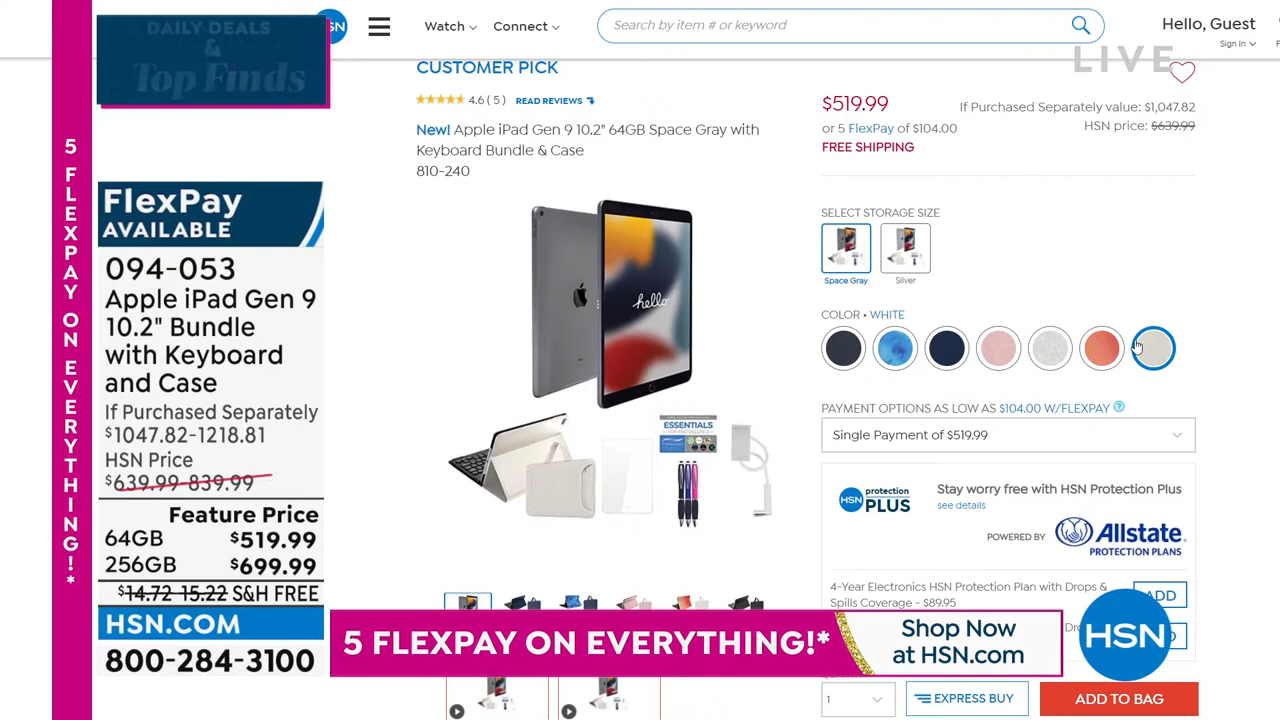 DAILY DEALS
&
Top Finds
Watch
Connect
Search by item # or keyword
Hello, Guest
Sign In
LIVE
5 FLEXPAY ON EVERYTHING!*
FlexPay
AVAILABLE
094-053
Apple iPad Gen 9
10.2" Bundle
with Keyboard
and Case
If Purchased Separately
$1047.82-1218.81
HSN Price
$639.99-839.99
Feature Price
64GB $519.99
256GB $699.99
$14.72-15.22 S&H FREE
HSN.COM
800-284-3100
CUSTOMER PICK
4.6 ( 5 ) READ REVIEWS
New! Apple iPad Gen 9 10.2" 64GB Space Gray with
Keyboard Bundle & Case
810-240
hello
ESSENTIALS
$519.99
If Purchased Separately value: $1,047.82
or 5 FlexPay of $104.00
HSN price: $639.99
FREE SHIPPING
SELECT STORAGE SIZE
Space Gray
Silver
COLOR • WHITE
PAYMENT OPTIONS AS LOW AS $104.00 W/FLEXPAY ?
Single Payment of $519.99
HSN protection PLUS
Stay worry free with HSN Protection Plus
see details
POWERED BY Allstate
PROTECTION PLANS
4-Year Electronics HSN Protection Plan with Drops &
Spills Coverage - $89.95
ADD
5 FLEXPAY ON EVERYTHING!*
Shop Now
at HSN.com
HSN
1
EXPRESS BUY
ADD TO BAG